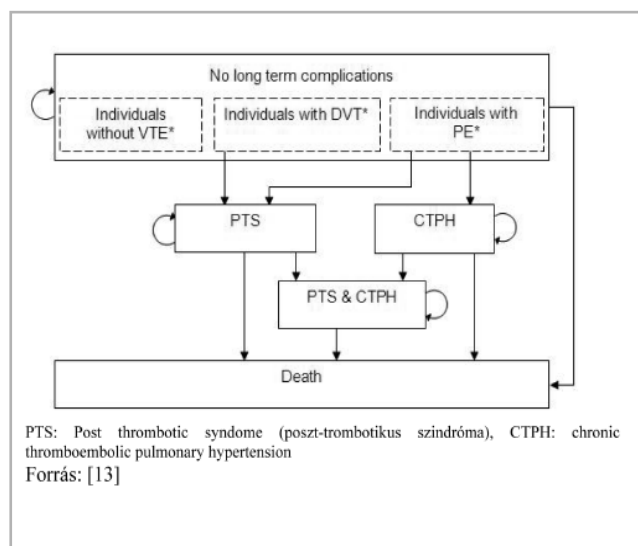 No long term complications
Individuals
without VTE*
Individuals with DVT*
Individuals with
PE*
PTS
CTPH
PTS & CTPH
Death
PTS: Post thrombotic syndome (poszt-trombotikus szindróma), CTPH: chronic
thromboembolic pulmonary hypertension
Forrás: [13]